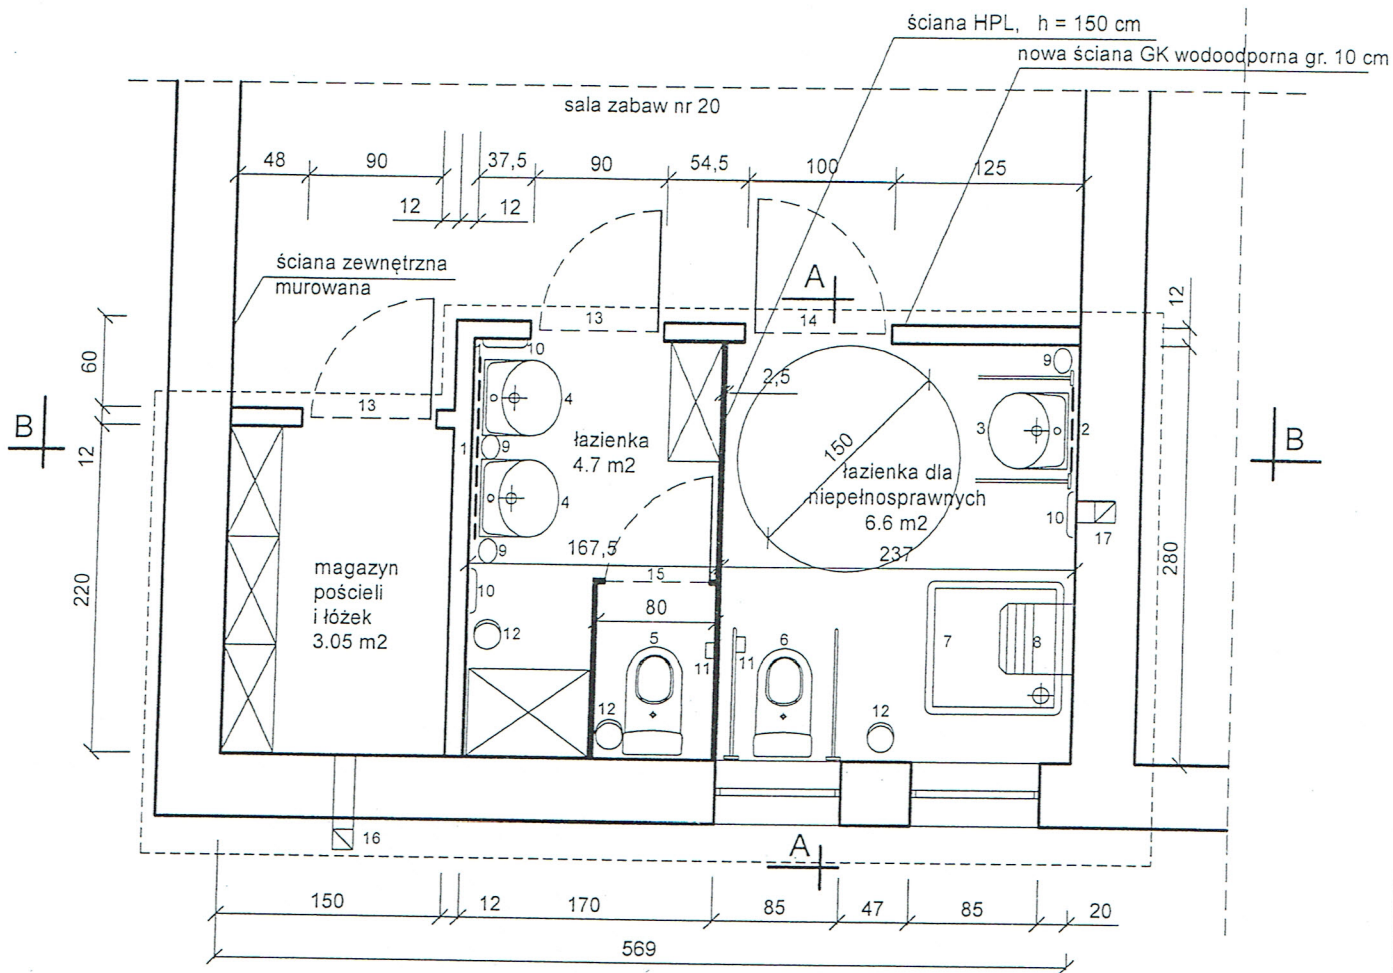 ściana HPL, h = 150 cm
nowa ściana GK wodoodporna gr. 10 cm
sala zabaw nr 20
48
90
37,5
90
54,5
100
125
12
12
ściana zewnętrzna
murowana
A
12
13
14
60
10
9
2,5
13
4
3
2
B
B
12
1
9
łazienka
4.7 m2
150
łazienka dla
niepełnosprawnych
6.6 m2
4
10
17
9
167,5
237
280
magazyn
pościeli
i łóżek
3.05 m2
220
10
15
80
12
5
11
11
6
7
8
12
12
16
A
150
12
170
85
47
85
20
569